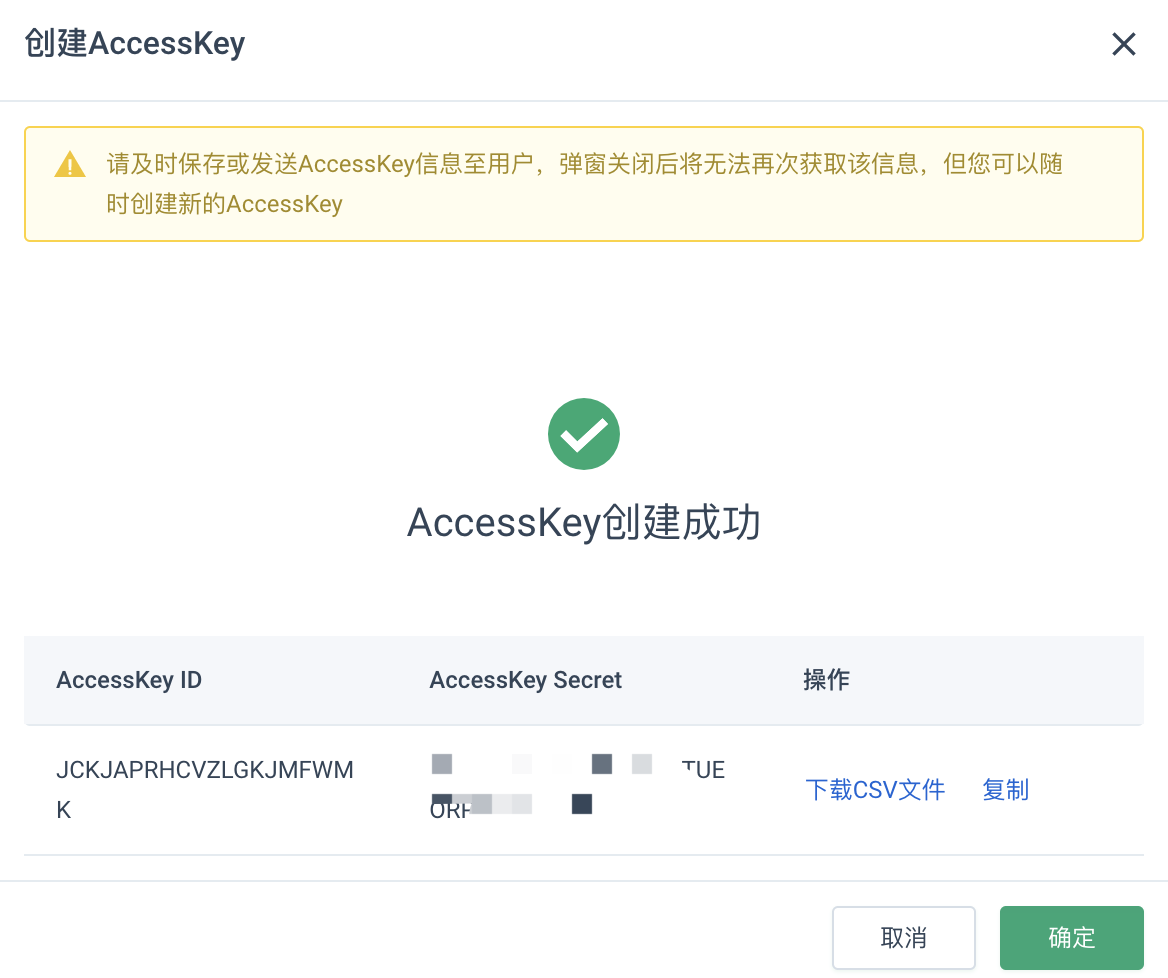 创建AccessKey
请及时保存或发送AccessKey信息至用户，弹窗关闭后将无法再次获取该信息，但您可以随
时创建新的AccessKey
AccessKey创建成功
AccessKey ID
AccessKey Secret
操作
JCKJAPRHCVZLGKJMFWM
K
TUE
下载CSV文件
复制
取消
确定